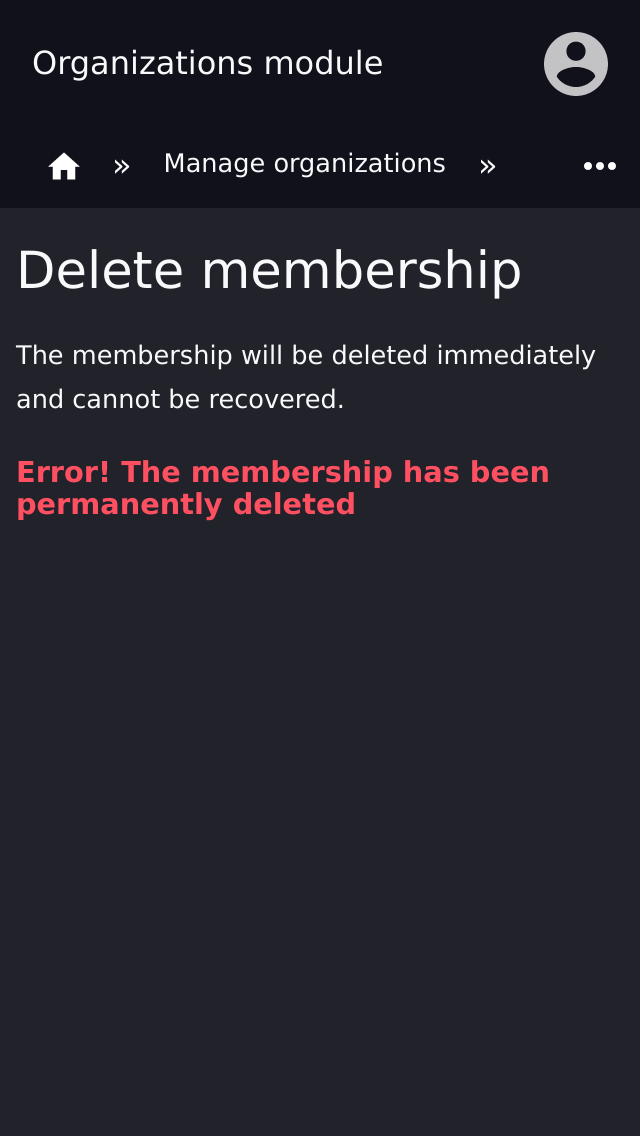 Organizations module
» Manage organizations » •••
Delete membership
The membership will be deleted immediately
and cannot be recovered.
Error! The membership has been
permanently deleted